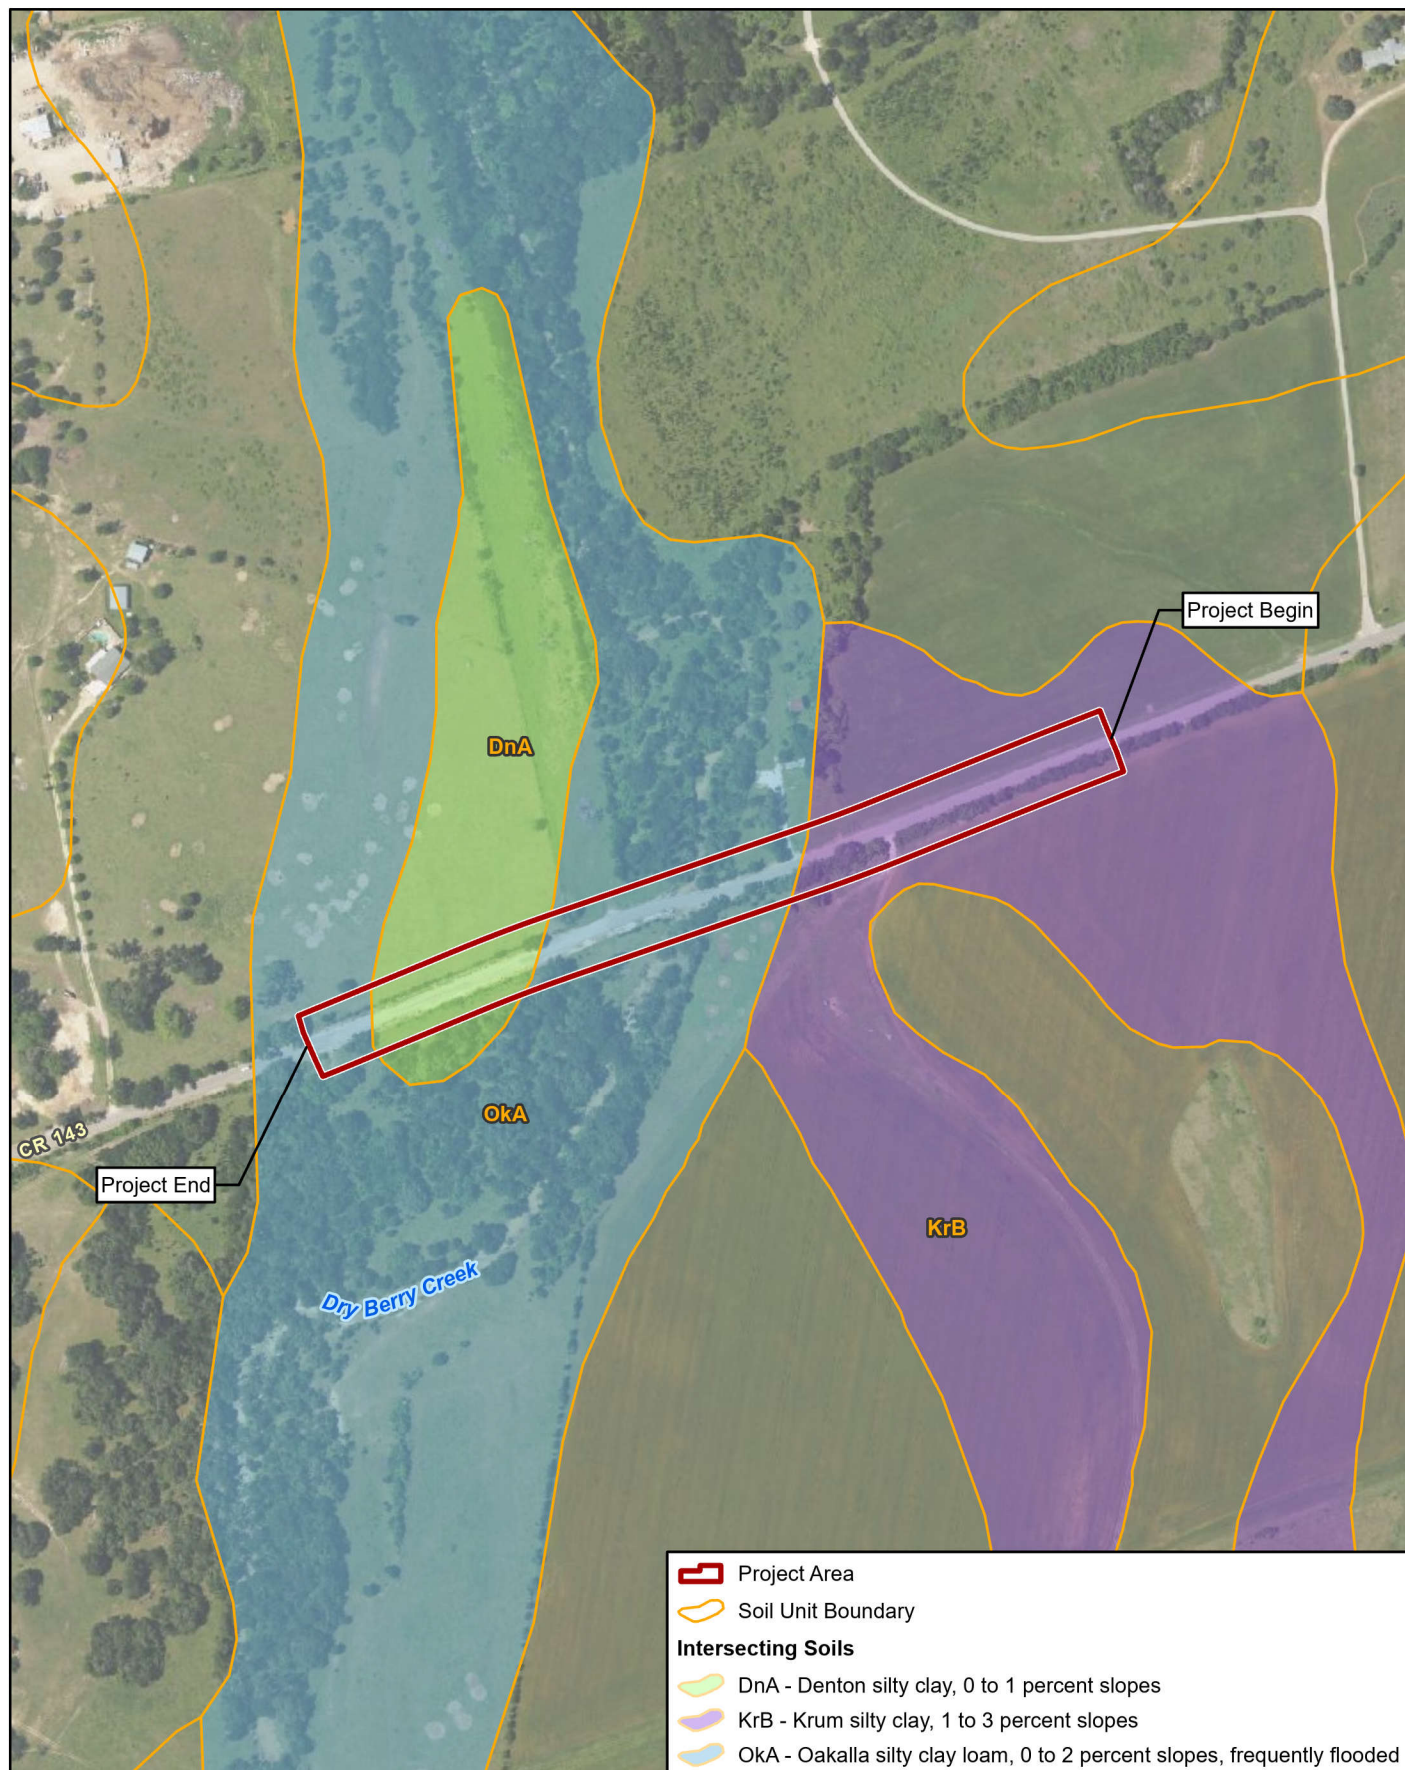 Project Begin
DnA
OkA
CR 143
Project End
KrB
Dry Berry Creek
Project Area
Soil Unit Boundary
Intersecting Soils
DnA - Denton silty clay, 0 to 1 percent slopes
KrB - Krum silty clay, 1 to 3 percent slopes
OkA - Oakalla silty clay loam, 0 to 2 percent slopes, frequently flooded